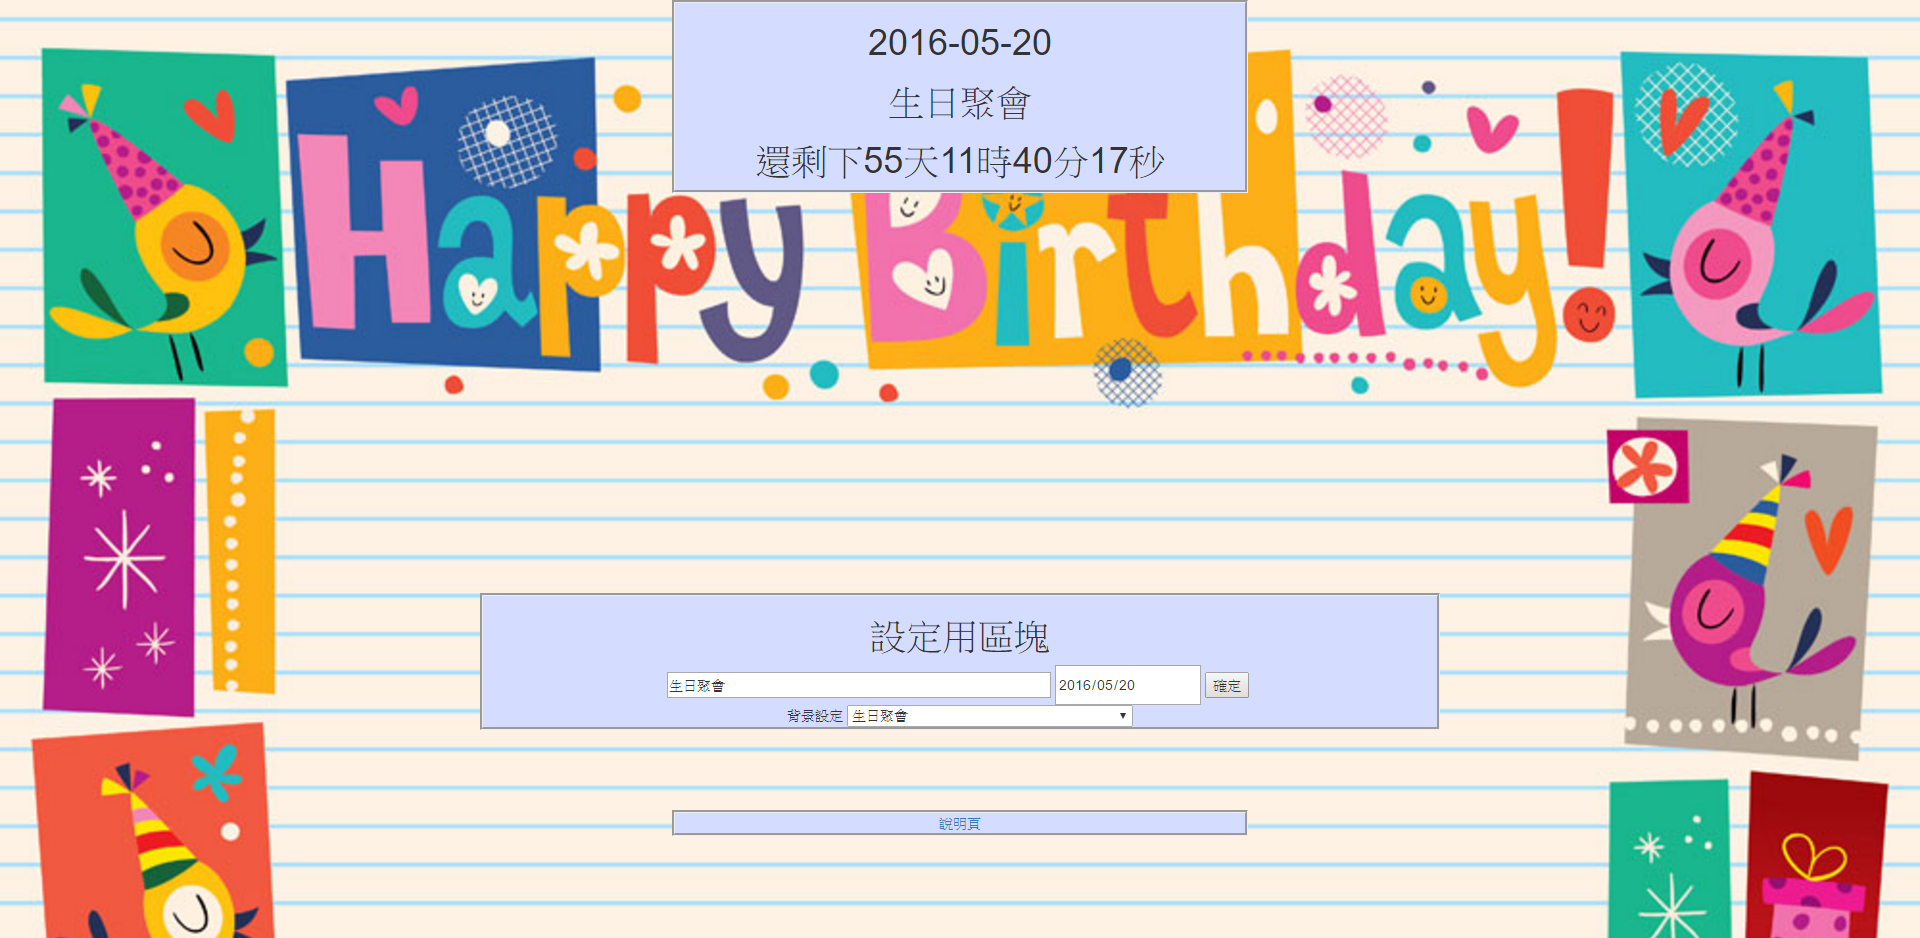 2016-05-20
生日聚會
還剩下55天11時40分17秒
Happy Birthday!
設定用區塊
生日聚會 2016/05/20 確定
背景設定 生日聚會
說明頁